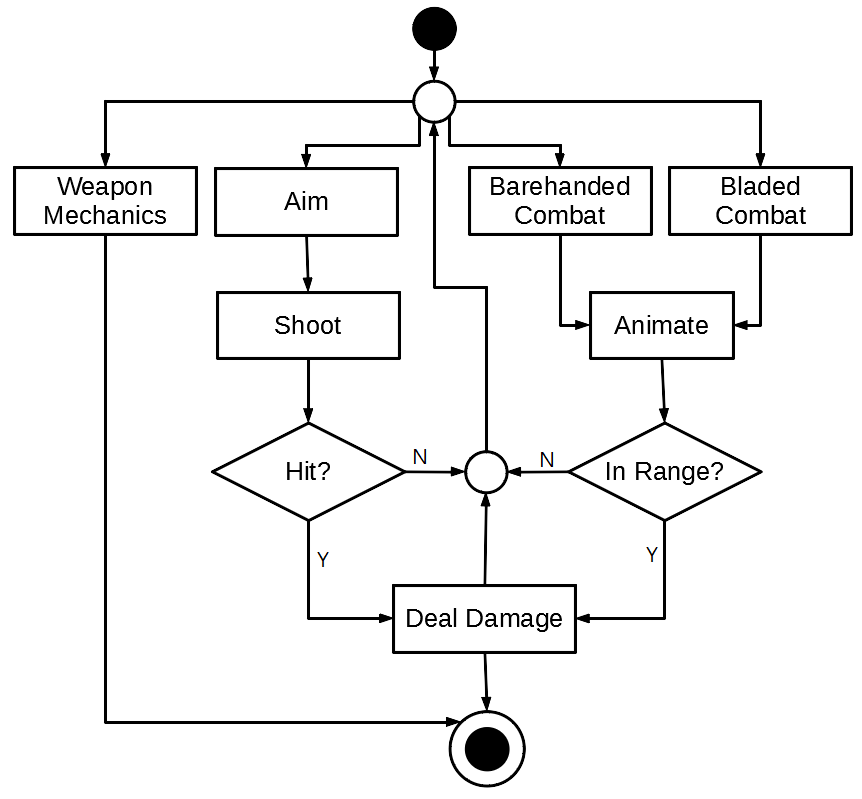 Weapon
Mechanics
Aim
Barehanded
Combat
Bladed
Combat
Shoot
Animate
Hit?
N
N
In Range?
Y
Y
Deal Damage